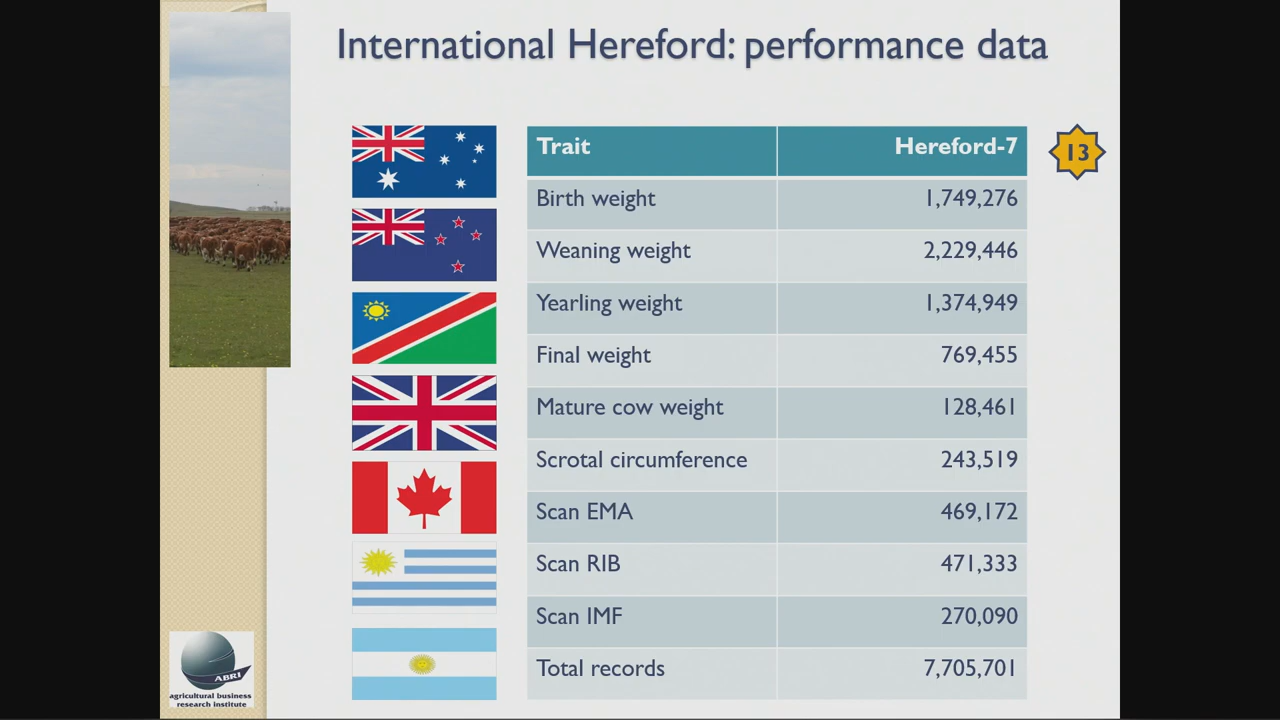 International Hereford: performance data
Trait Hereford-7
13
Birth weight 1,749,276
Weaning weight 2,229,446
Yearling weight 1,374,949
Final weight 769,455
Mature cow weight 128,461
Scrotal circumference 243,519
Scan EMA 469,172
Scan RIB 471,333
Scan IMF 270,090
Total records 7,705,701
ABRI
agricultural business
research institute